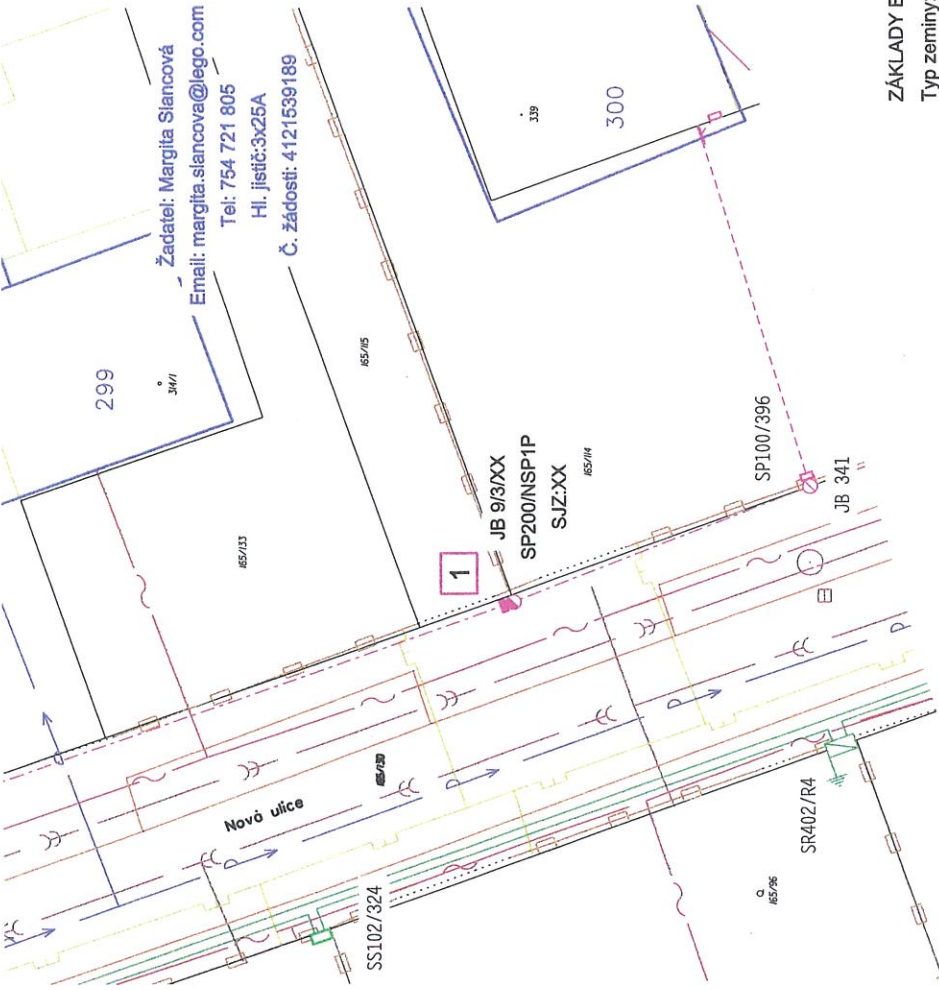 Žadatel: Margita Slancová
Email: margita.slancova@lego.com
Tel: 754 721 805
Hl. jistič:3x25A
Č. žádosti: 4121539189
299
314/1
339
300
165/115
165/133
1
JB 9/3/XX
SP200/NSP1P
SJZ:XX
165/114
SP100/396
JB 341
Nová ulice
165/130
SS102/324
SR402/R4
165/96
ZÁKLADY
Typ zeminy: